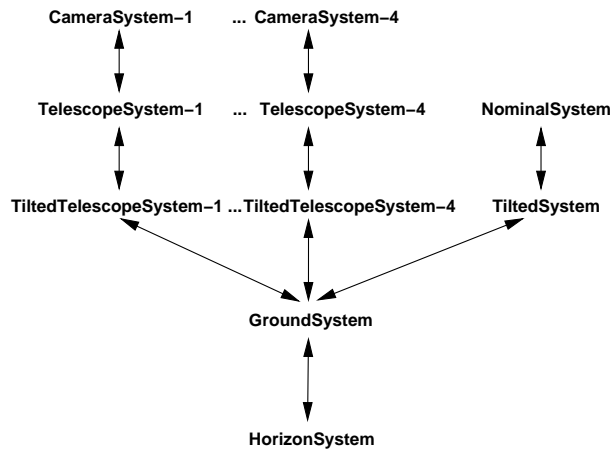 CameraSystem−1 ... CameraSystem−4
TelescopeSystem−1 ... TelescopeSystem−4 NominalSystem
TiltedTelescopeSystem−1 ...TiltedTelescopeSystem−4 TiltedSystem
GroundSystem
HorizonSystem